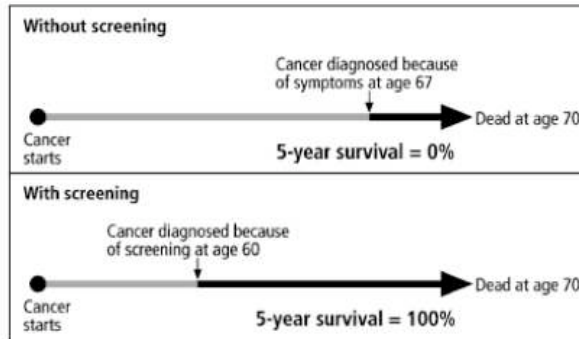 Without screening
Cancer diagnosed because
of symptoms at age 67
Dead at age 70
Cancer
starts
5-year survival = 0%
With screening
Cancer diagnosed because
of screening at age 60
Dead at age 70
Cancer
starts
5-year survival = 100%